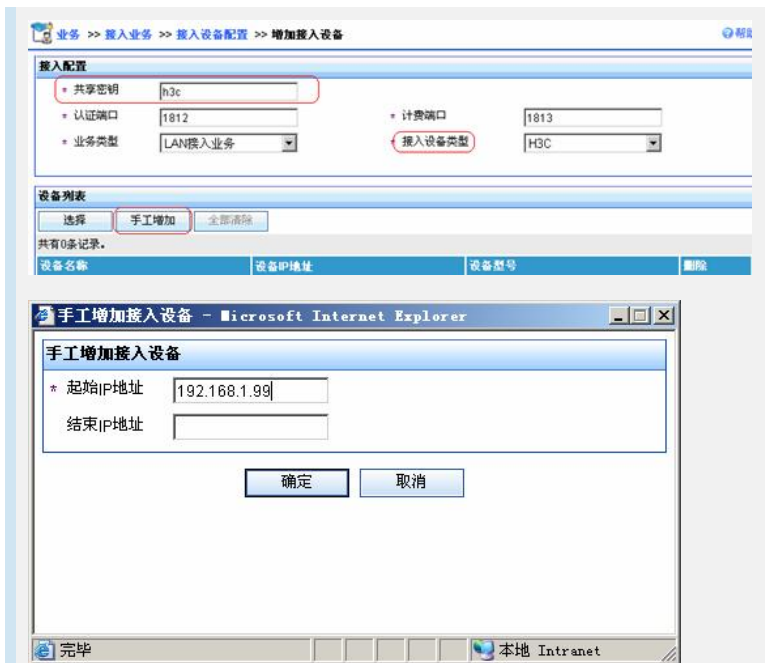 业务 >> 接入业务 >> 接入设备配置 >> 增加接入设备
接入配置
* 共享密钥 h3c
* 认证端口 1812 * 计费端口 1813
* 业务类型 LAN接入业务 * 接入设备类型 H3C
设备列表
选择 手工增加 全部清除
共有0条记录。
设备名称 设备IP地址 设备型号 删除
手工增加接入设备 - Microsoft Internet Explorer
手工增加接入设备
* 起始IP地址 192.168.1.99
结束IP地址
确定 取消
完毕 本地 Intranet